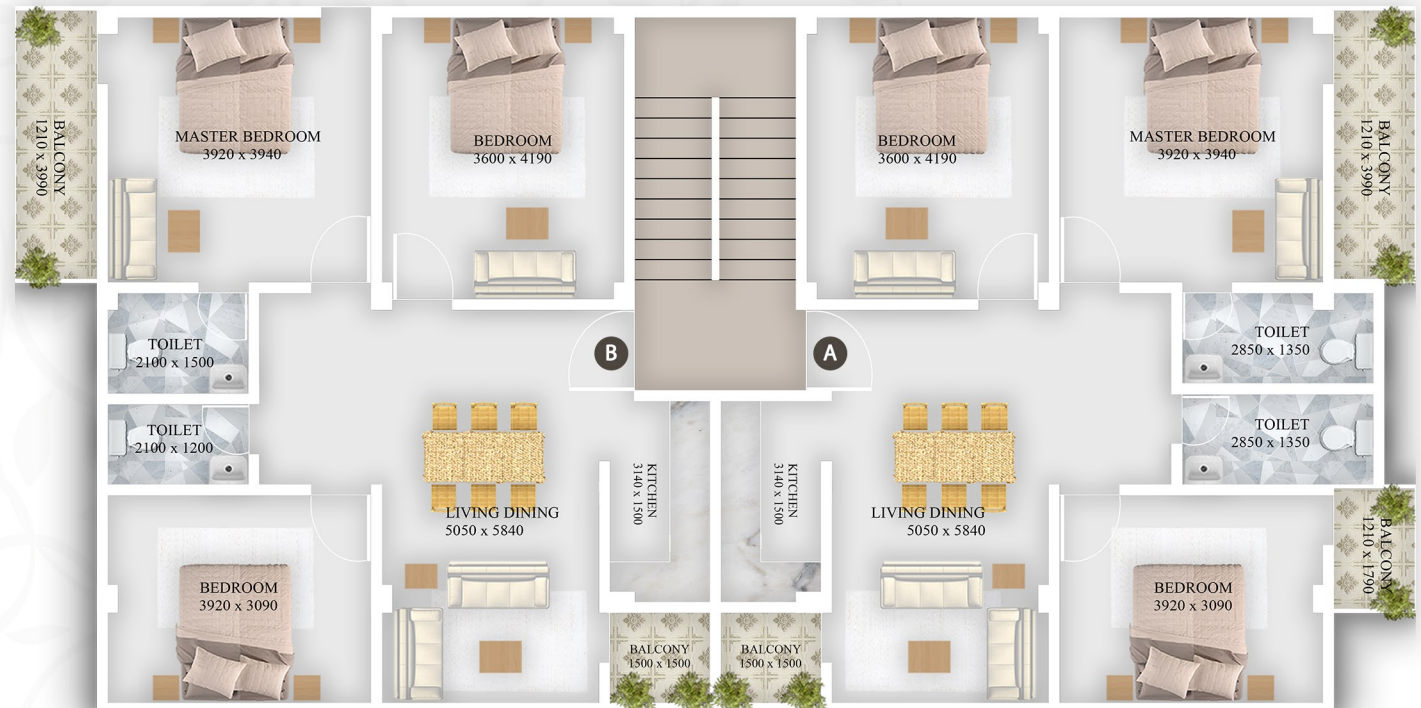 BALCONY
1210 x 3990
MASTER BEDROOM
3920 x 3940
BEDROOM
3600 x 4190
BEDROOM
3600 x 4190
MASTER BEDROOM
3920 x 3940
BALCONY
1210 x 3990
TOILET
2100 x 1500
B
A
TOILET
2850 x 1350
TOILET
2100 x 1200
TOILET
2850 x 1350
KITCHEN
3140 x 1500
KITCHEN
3140 x 1500
LIVING DINING
5050 x 5840
LIVING DINING
5050 x 5840
BALCONY
1210 x 1790
BEDROOM
3920 x 3090
BEDROOM
3920 x 3090
BALCONY
1500 x 1500
BALCONY
1500 x 1500